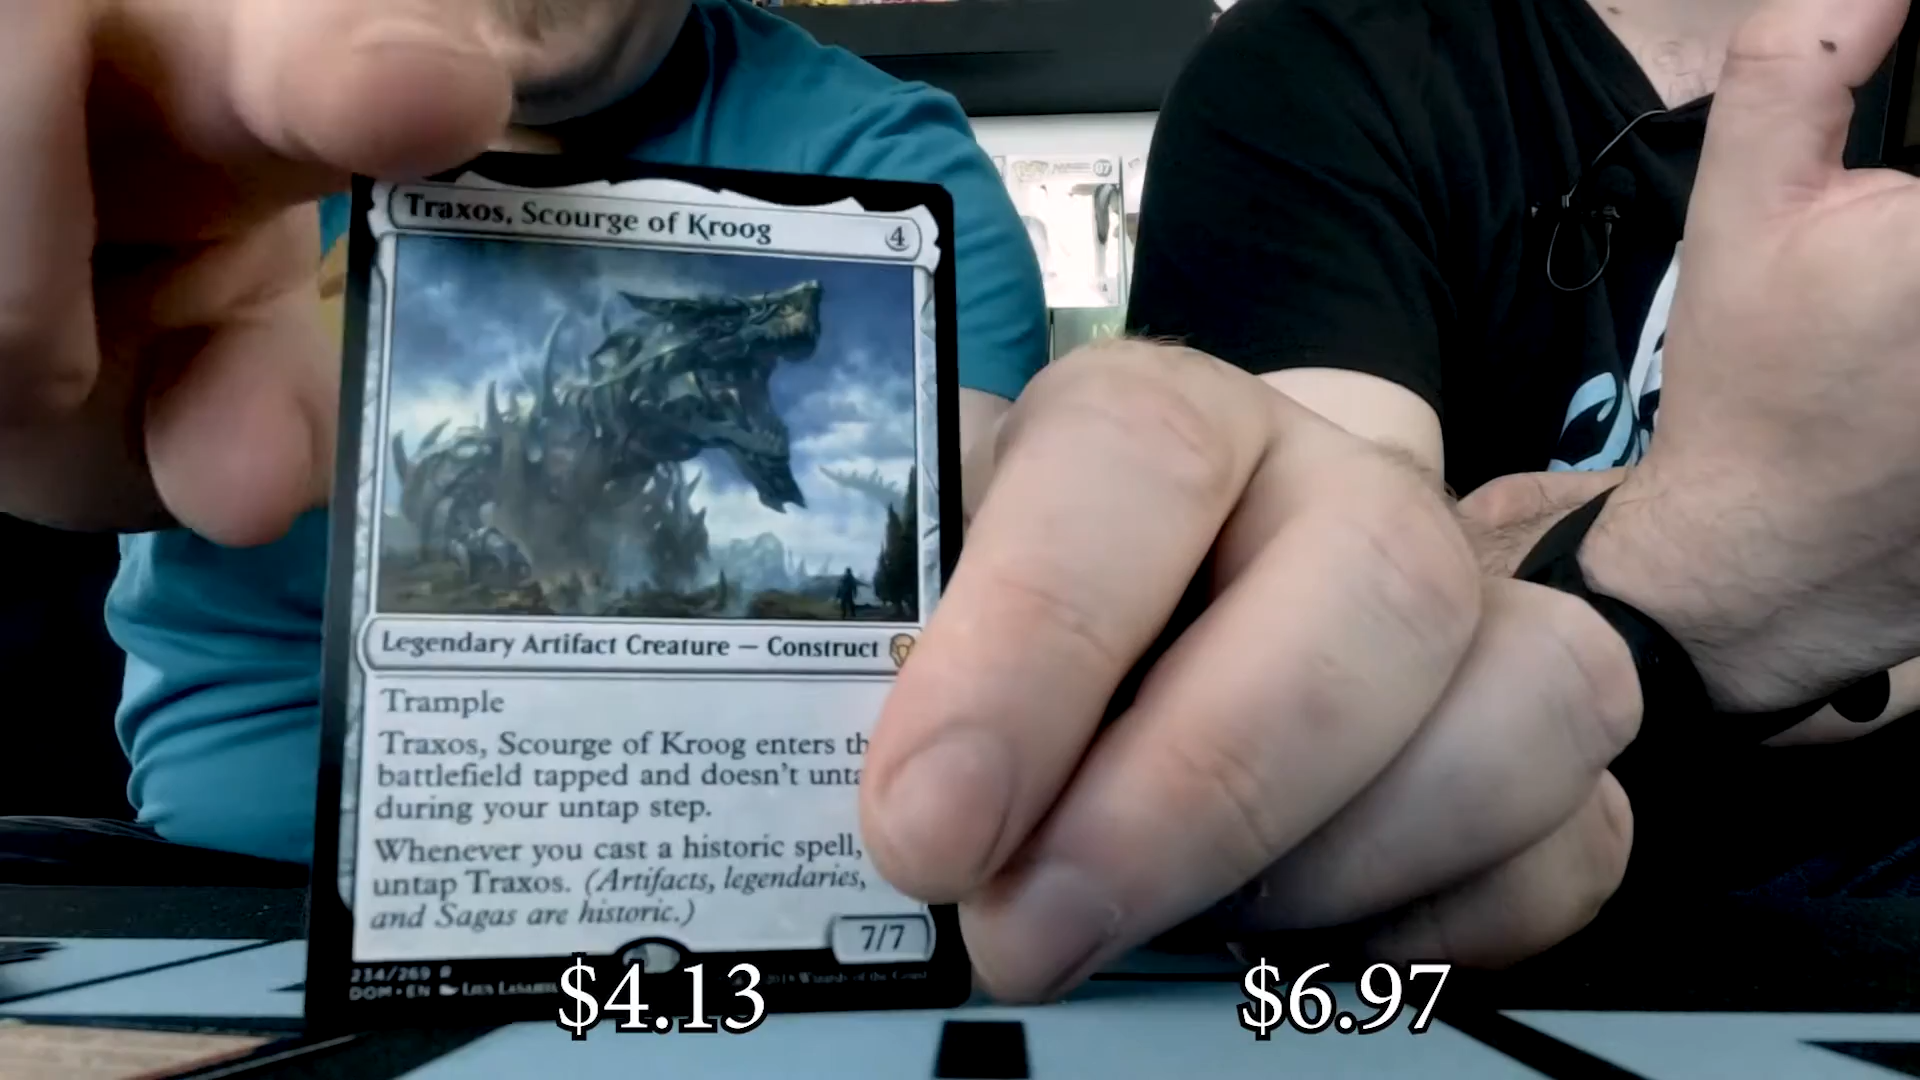 Traxos, Scourge of Kroog 4
Legendary Artifact Creature — Construct
Trample
Traxos, Scourge of Kroog enters th
battlefield tapped and doesn't unta
during your untap step.
Whenever you cast a historic spell,
untap Traxos. (Artifacts, legendaries,
and Sagas are historic.)
7/7
234/269 R
DOM • EN
$4.13
$6.97